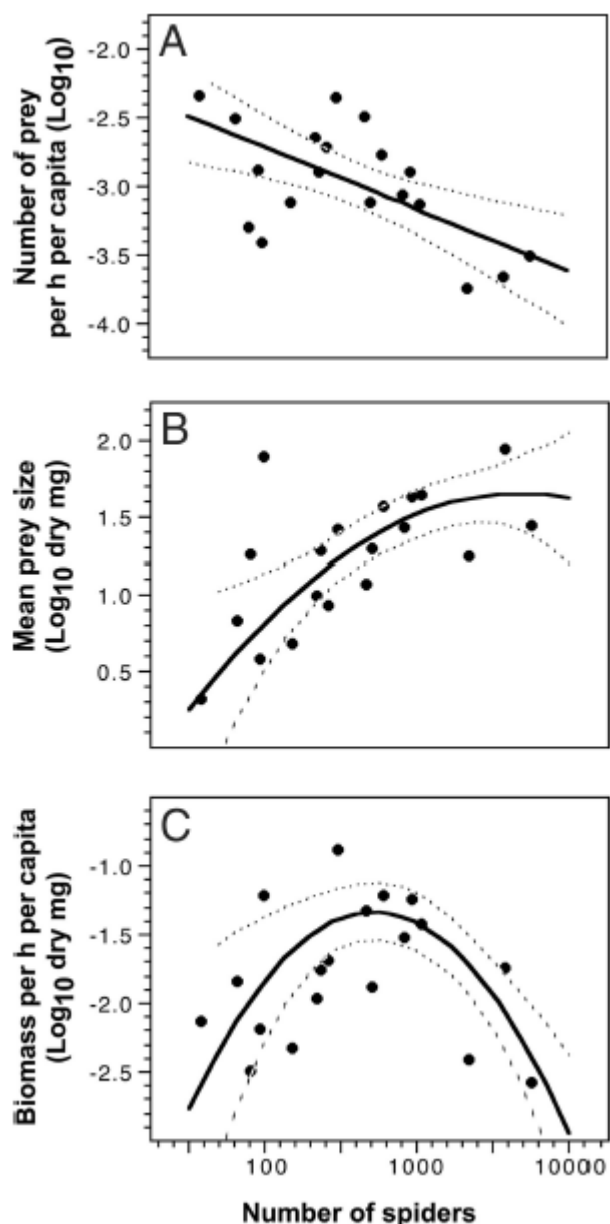 A
Number of prey
per h per capita (Log10)
-2.0
-2.5
-3.0
-3.5
-4.0
B
Mean prey size
(Log10 dry mg)
2.0
1.5
1.0
0.5
C
Biomass per h per capita
(Log10 dry mg)
-1.0
-1.5
-2.0
-2.5
100 1000
Number of spiders